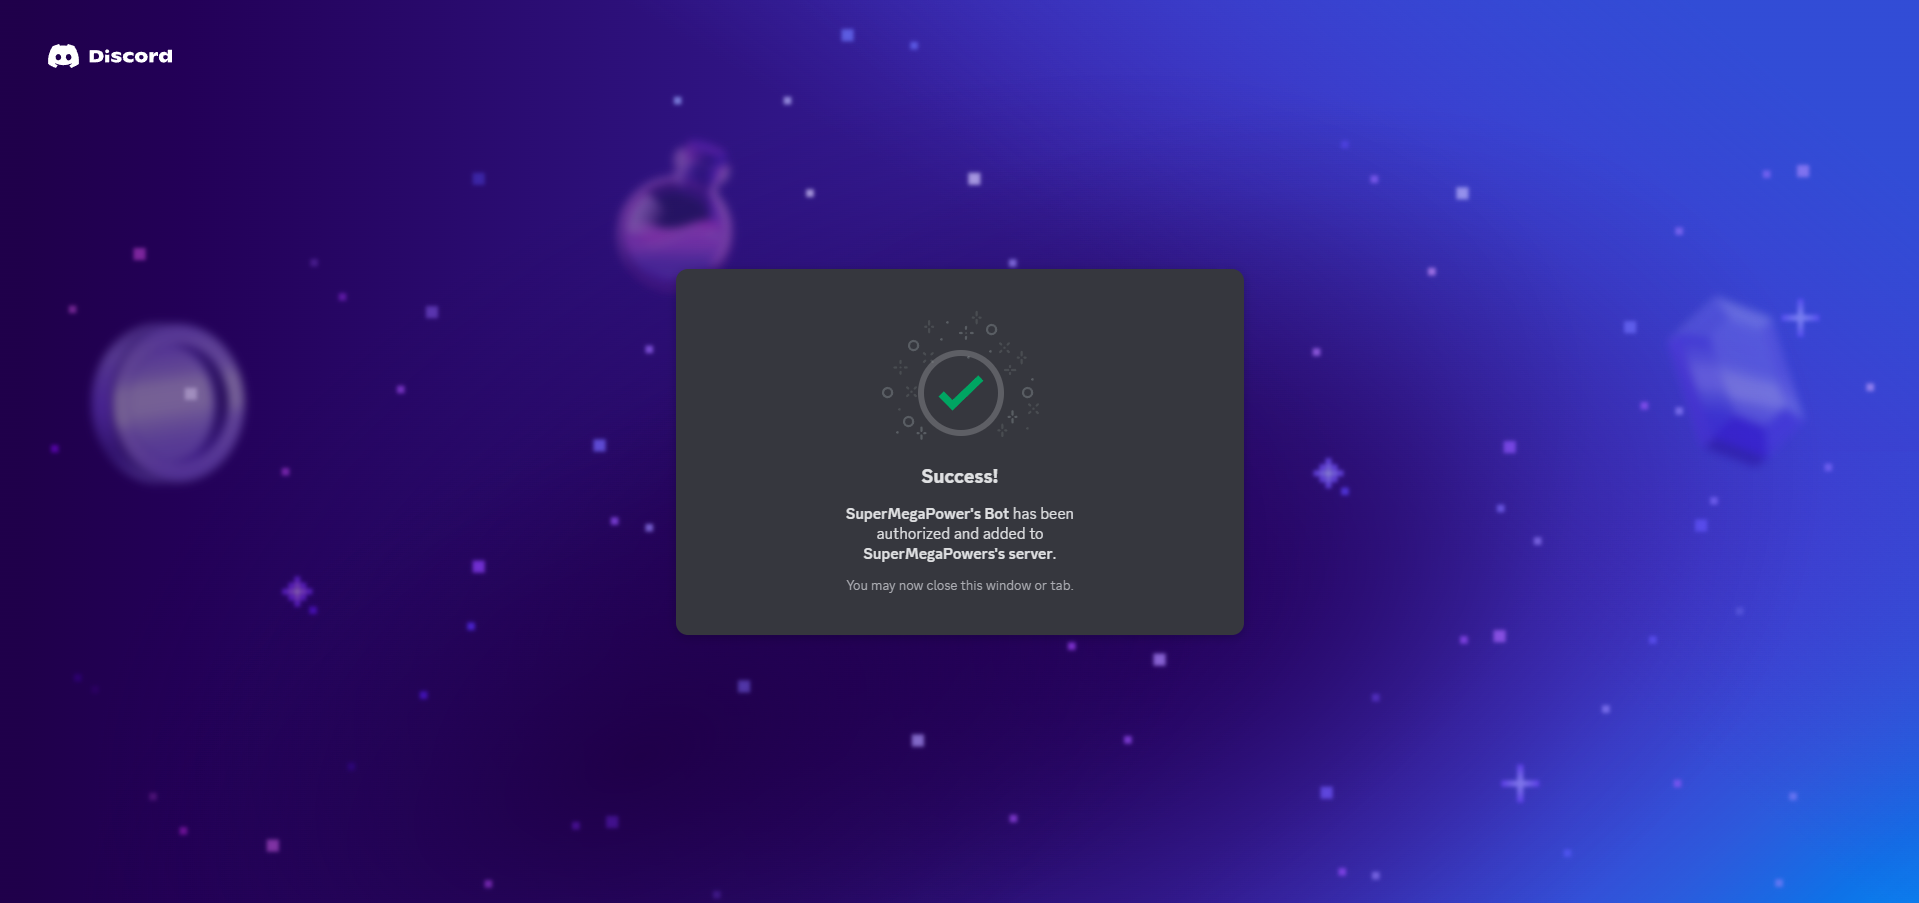 Discord
Success!
SuperMegaPower's Bot has been
authorized and added to
SuperMegaPowers's server.
You may now close this window or tab.